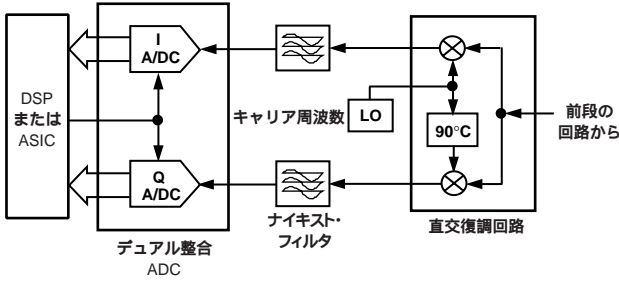 DSP
または
ASIC
I
A/DC
Q
A/DC
デュアル整合
ADC
キャリア周波数
LO
ナイキスト・
フィルタ
90°C
直交復調回路
前段の
回路から